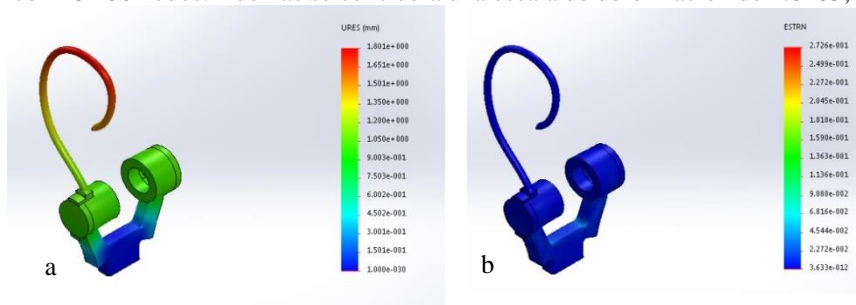 URES (mm)
1.801e+000
1.651e+000
1.501e+000
1.350e+000
1.200e+000
1.050e+000
9.003e-001
7.503e-001
6.002e-001
4.502e-001
3.001e-001
1.501e-001
1.000e-030
a
ESTRN
2.726e-001
2.499e-001
2.272e-001
2.045e-001
1.818e-001
1.590e-001
1.363e-001
1.136e-001
9.088e-002
6.816e-002
4.544e-002
2.272e-002
3.633e-012
b